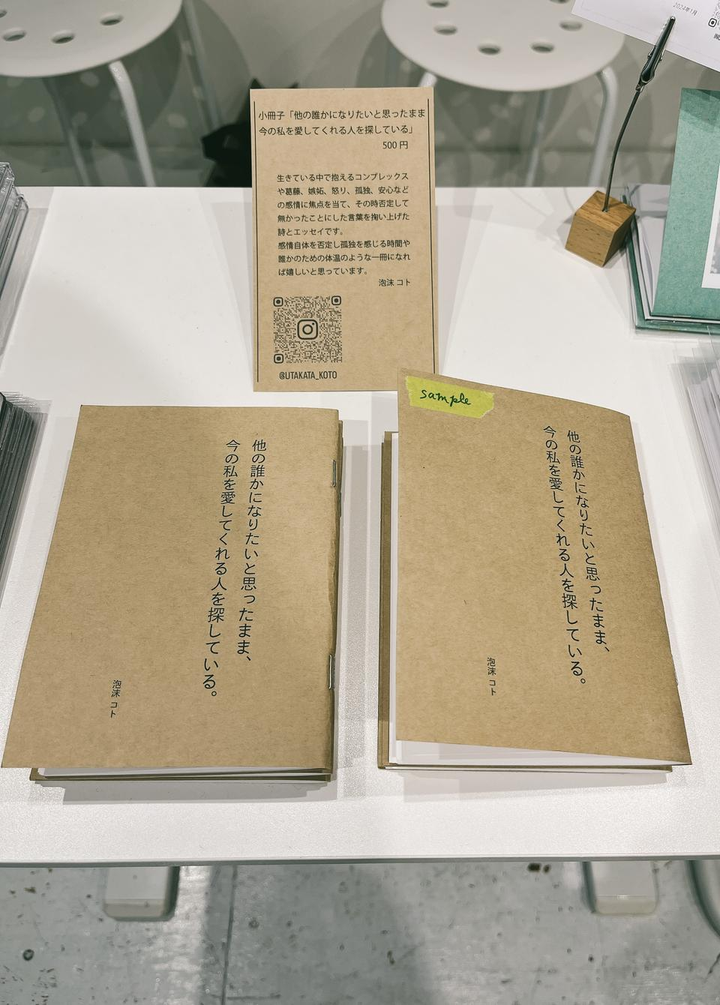 小冊子「他の誰かになりたいと思ったまま
今の私を愛してくれる人を探している」
500 円
生きている中で抱えるコンプレックス
や葛藤、嫉妬、怒り、孤独、安心など
の感情に焦点を当て、その時否定して
無かったことにした言葉を掬い上げた
詩とエッセイです。
感情自体を否定し孤独を感じる時間や
誰かのための体温のような一冊になれ
ば嬉しいと思っています。
泡沫 コト
@UTAKATA_KOTO
他の誰かになりたいと思ったまま、
今の私を愛してくれる人を探している。
泡沫 コト
sample
他の誰かになりたいと思ったまま、
今の私を愛してくれる人を探している。
泡沫 コト
2024年1月